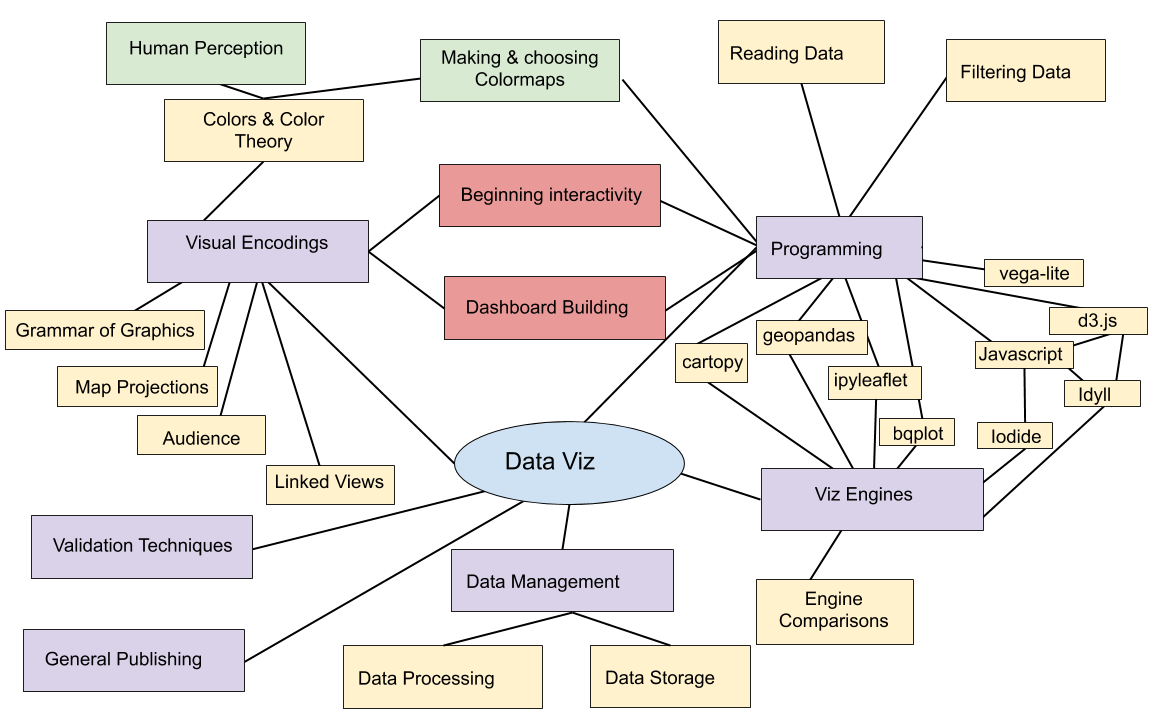 Human Perception
Making & choosing
Colormaps
Reading Data
Filtering Data
Colors & Color
Theory
Beginning interactivity
Visual Encodings
Programming
vega-lite
Dashboard Building
d3.js
Grammar of Graphics
geopandas
Javascript
cartopy
ipyleaflet
Map Projections
Idyll
Audience
bqplot
Iodide
Data Viz
Linked Views
Viz Engines
Validation Techniques
Data Management
Engine
Comparisons
General Publishing
Data Processing
Data Storage